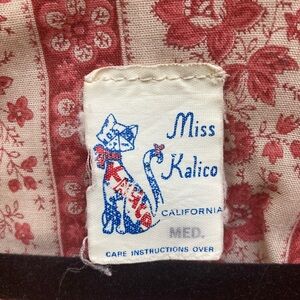 Miss
Kalico
CALIFORNIA
MED.
CARE INSTRUCTIONS OVER